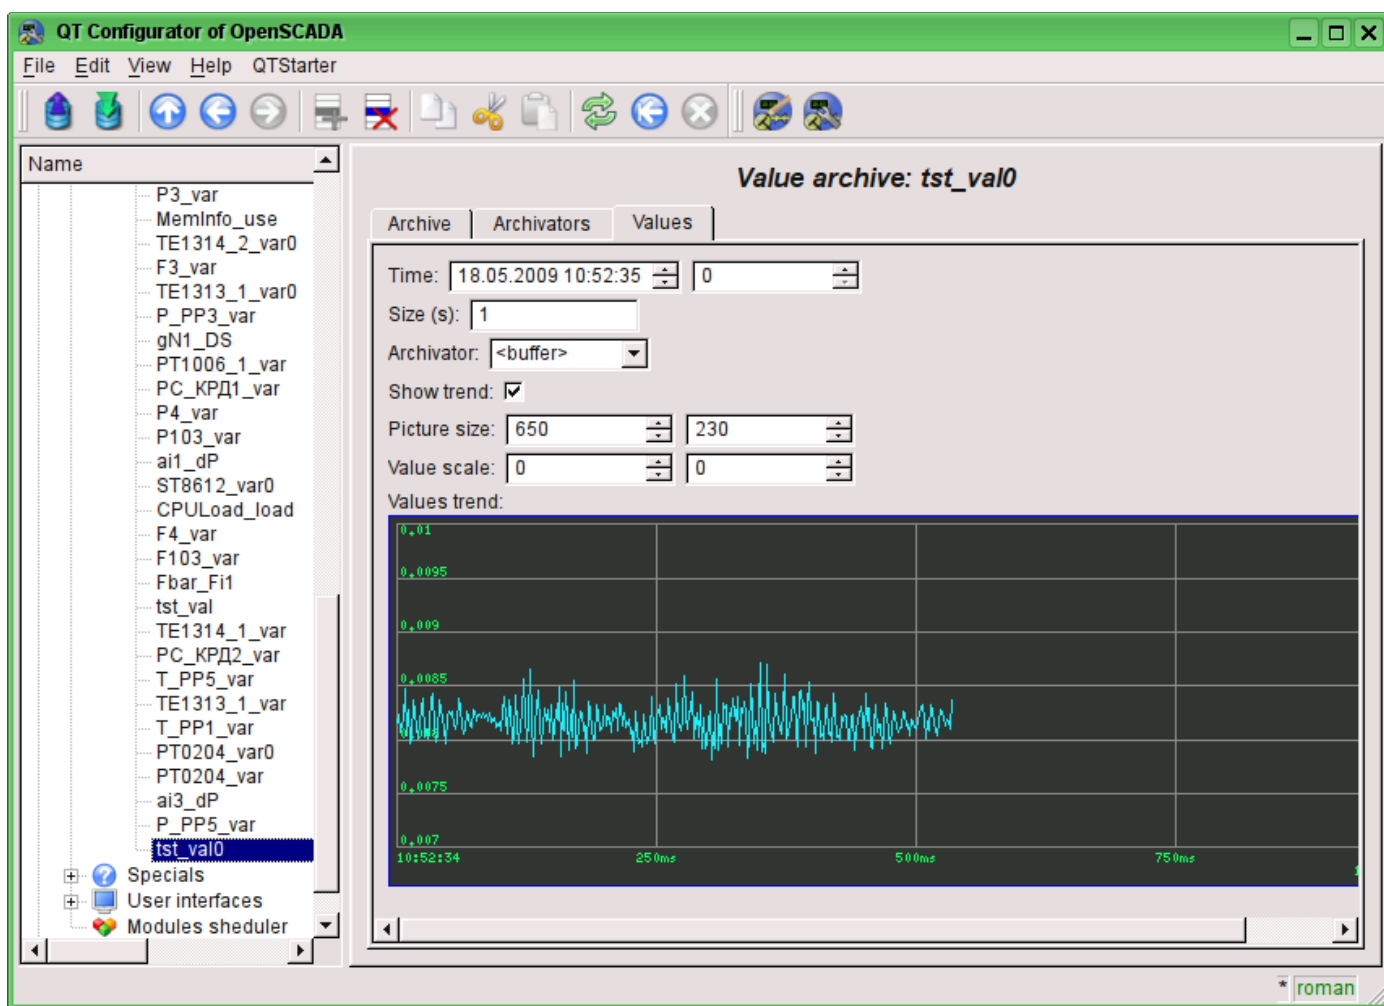 QT Configurator of OpenSCADA
File Edit View Help QTStarter
Name
P3_var
MemInfo_use
TE1314_2_var0
F3_var
TE1313_1_var0
P_PP3_var
gN1_DS
PT1006_1_var
РС_КРД1_var
P4_var
P103_var
ai1_dP
ST8612_var0
CPULoad_load
F4_var
F103_var
Fbar_Fi1
tst_val
TE1314_1_var
РС_КРД2_var
T_PP5_var
TE1313_1_var
T_PP1_var
PT0204_var0
PT0204_var
ai3_dP
P_PP5_var
tst_val0
Specials
User interfaces
Modules sheduler
Value archive: tst_val0
Archive Archivators Values
Time: 18.05.2009 10:52:35 0
Size (s): 1
Archivator: <buffer>
Show trend:
Picture size: 650 230
Value scale: 0 0
Values trend:
0.01
0.0095
0.009
0.0085
0.0075
0.007
10:52:34 250ms 500ms 750ms
* roman